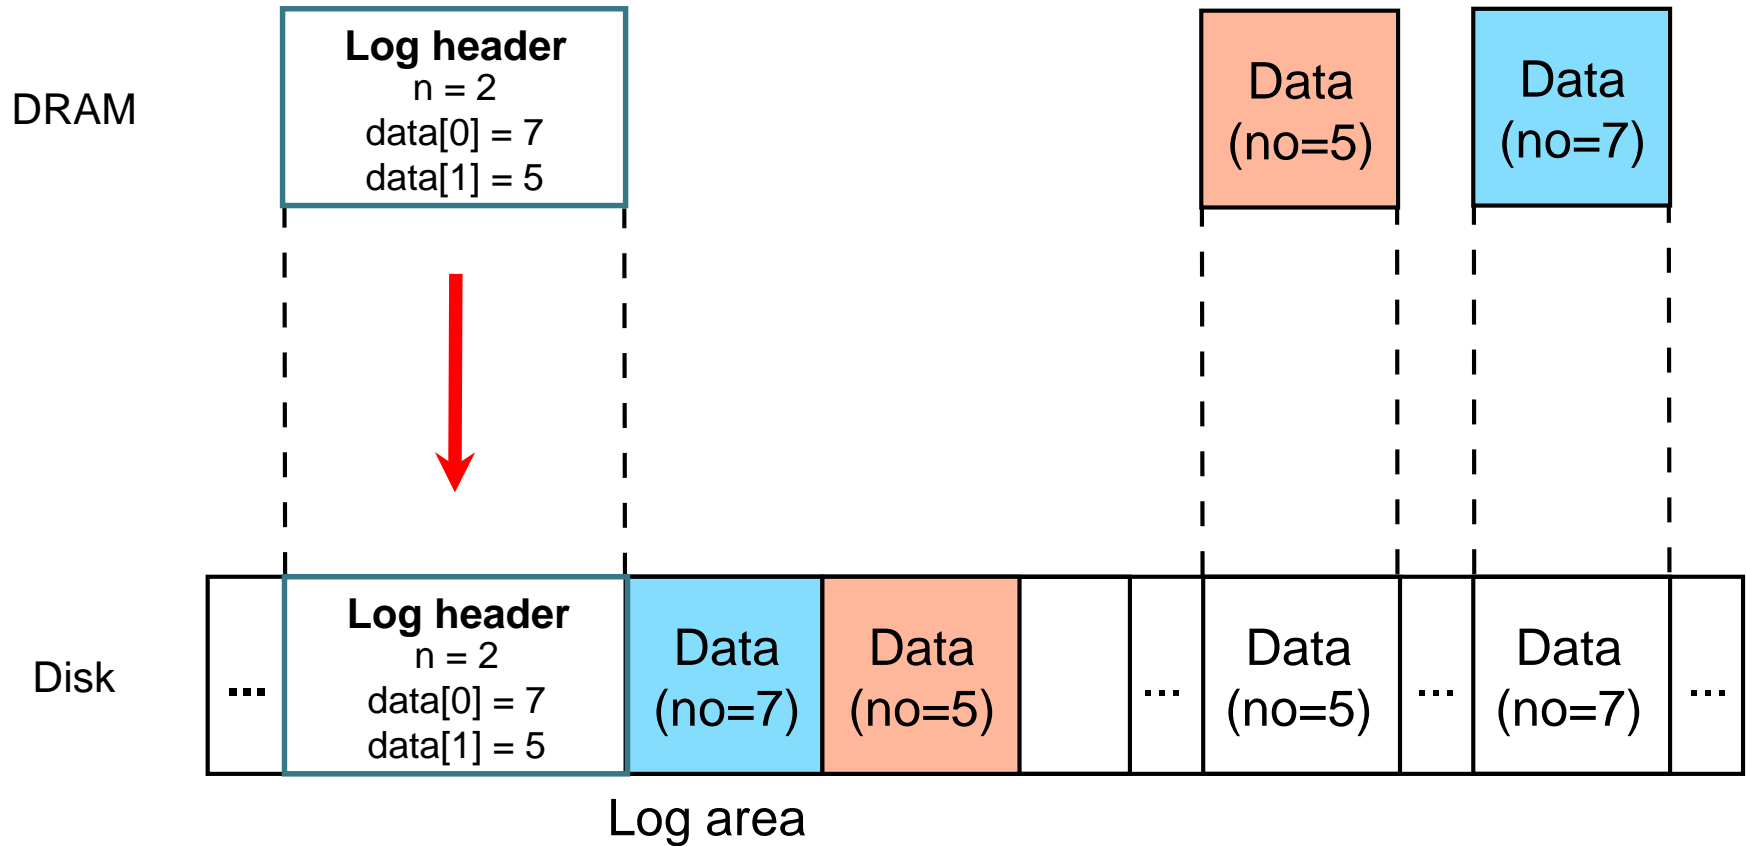 DRAM
Log header
n = 2
data[0] = 7
data[1] = 5
Data
(no=5)
Data
(no=7)
Disk
...
Log header
n = 2
data[0] = 7
data[1] = 5
Data
(no=7)
Data
(no=5)
...
Data
(no=5)
...
Data
(no=7)
...
Log area